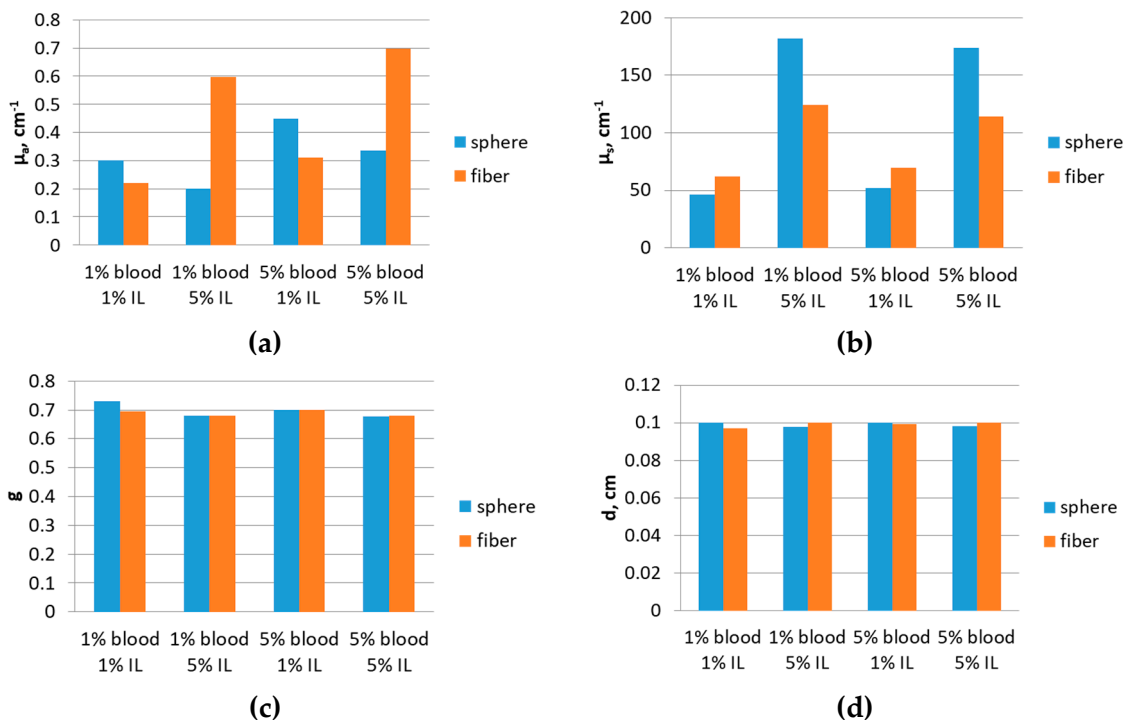 0.8
0.7
0.6
0.5
0.4
0.3
0.2
0.1
0
μa, cm-1
1% blood 1% blood 5% blood 5% blood
1% IL 5% IL 1% IL 5% IL
sphere
fiber
(a)
200
150
100
50
0
μs, cm-1
1% blood 1% blood 5% blood 5% blood
1% IL 5% IL 1% IL 5% IL
sphere
fiber
(b)
0.8
0.7
0.6
0.5
0.4
0.3
0.2
0.1
0
g
1% blood 1% blood 5% blood 5% blood
1% IL 5% IL 1% IL 5% IL
sphere
fiber
(c)
0.12
0.1
0.08
0.06
0.04
0.02
0
d, cm
1% blood 1% blood 5% blood 5% blood
1% IL 5% IL 1% IL 5% IL
sphere
fiber
(d)